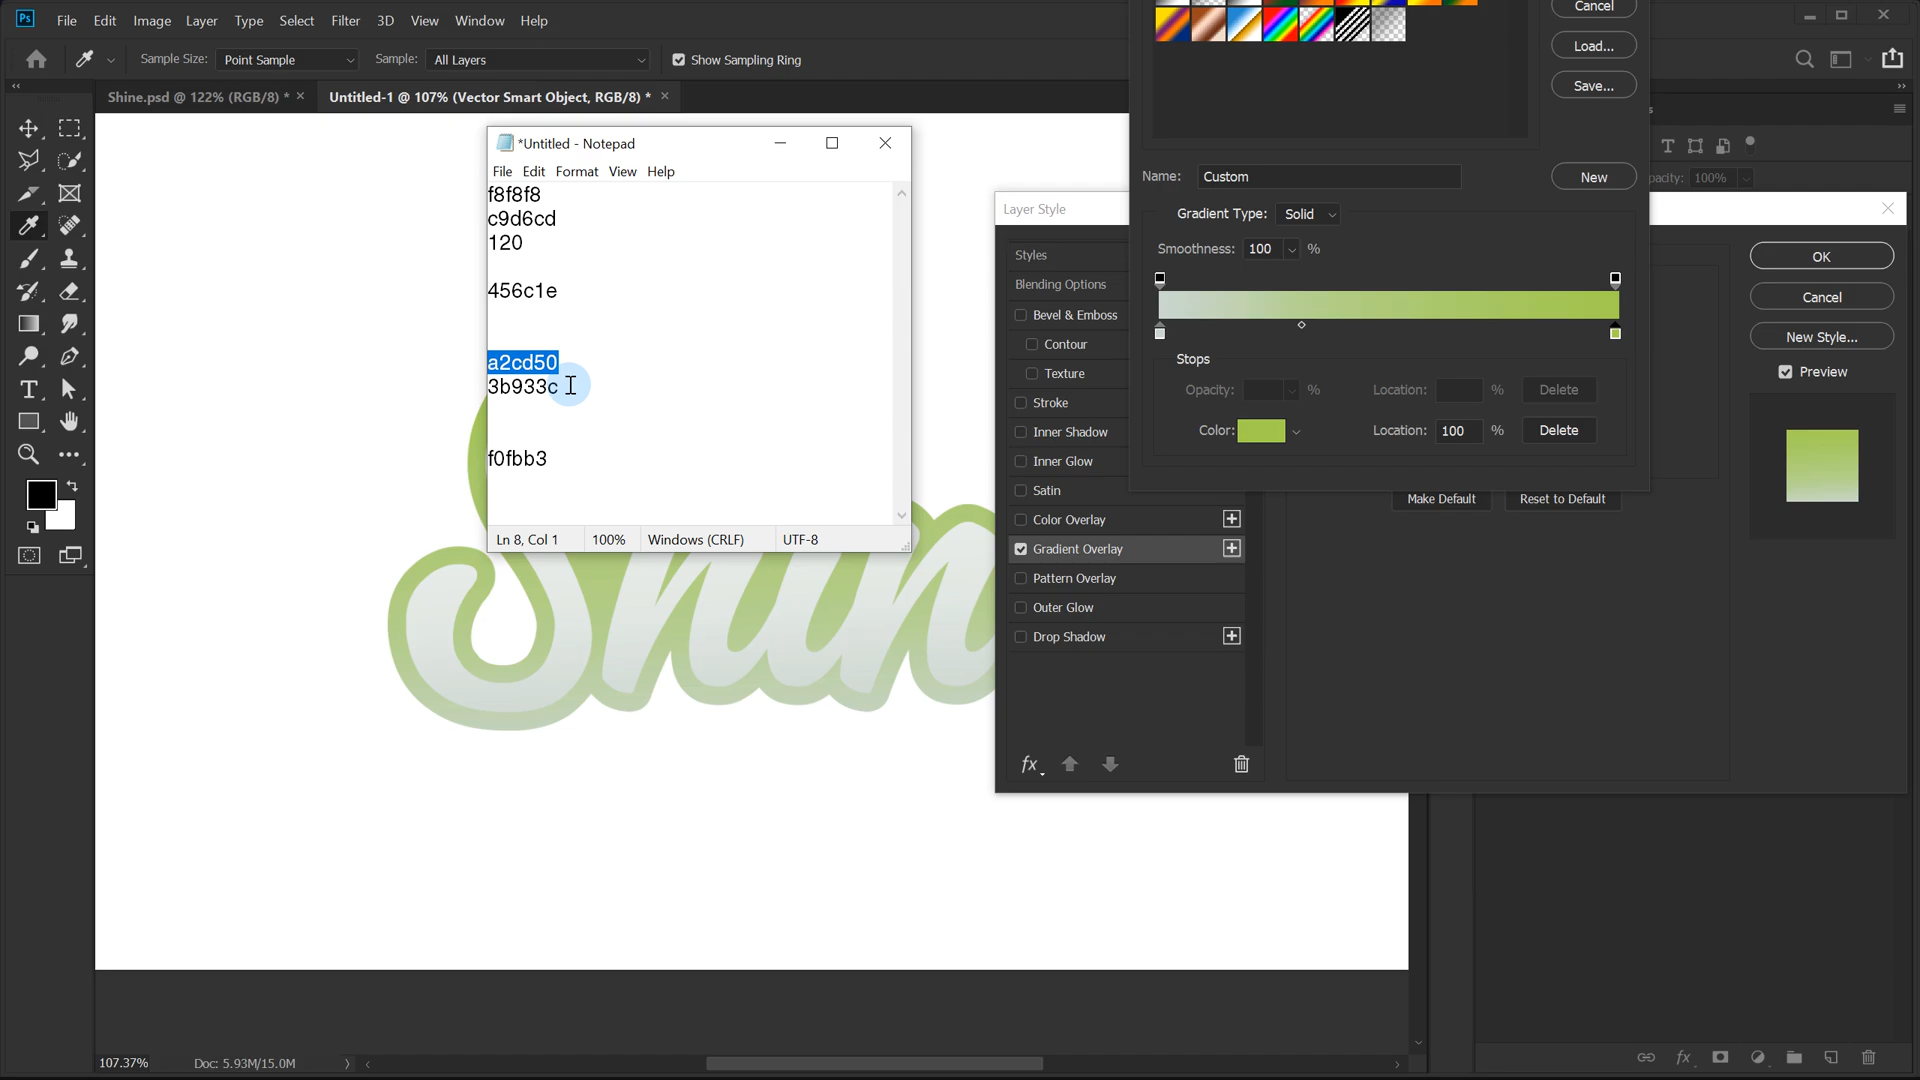 Ps File Edit Image Layer Type Select Filter 3D View Window Help
Sample Size: Point Sample Sample: All Layers Show Sampling Ring
Shine.psd @ 122% (RGB/8) * × Untitled-1 @ 107% (Vector Smart Object, RGB/8) * ×
*Untitled - Notepad
File Edit Format View Help
f8f8f8
c9d6cd
120
456c1e
a2cd50
3b933c
f0fbb3
Ln 8, Col 1 100% Windows (CRLF) UTF-8
Shin
Cancel
Load...
Save...
Name: Custom New
Gradient Type: Solid
Smoothness: 100 %
Stops
Opacity: % Location: % Delete
Color: Location: 100 % Delete
100%
Layer Style
Styles
Blending Options
Bevel & Emboss
Contour
Texture
Stroke
Inner Shadow
Inner Glow
Satin
Color Overlay
Gradient Overlay
Pattern Overlay
Outer Glow
Drop Shadow
fx
Make Default Reset to Default
OK
Cancel
New Style...
Preview
107.37% Doc: 5.93M/15.0M
fx